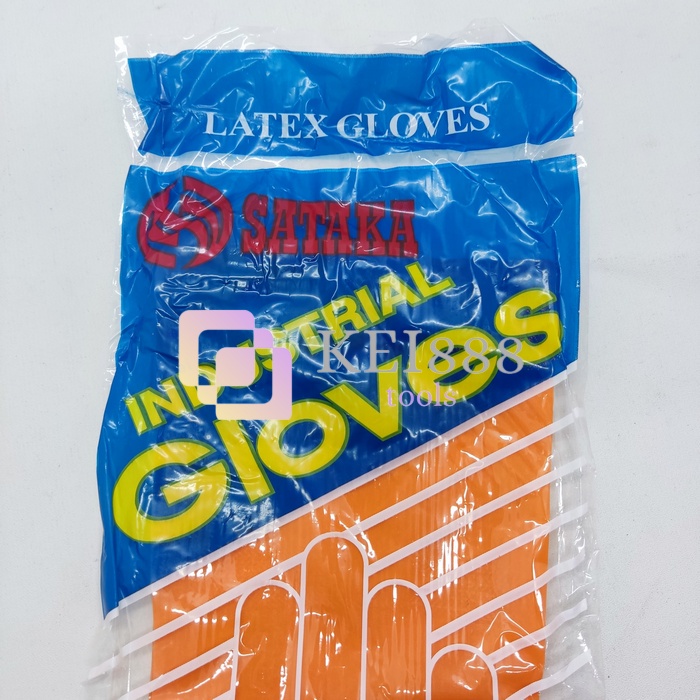 LATEX GLOVES
SATAKA
INDUSTRIAL
Gloves
KEI888
tools